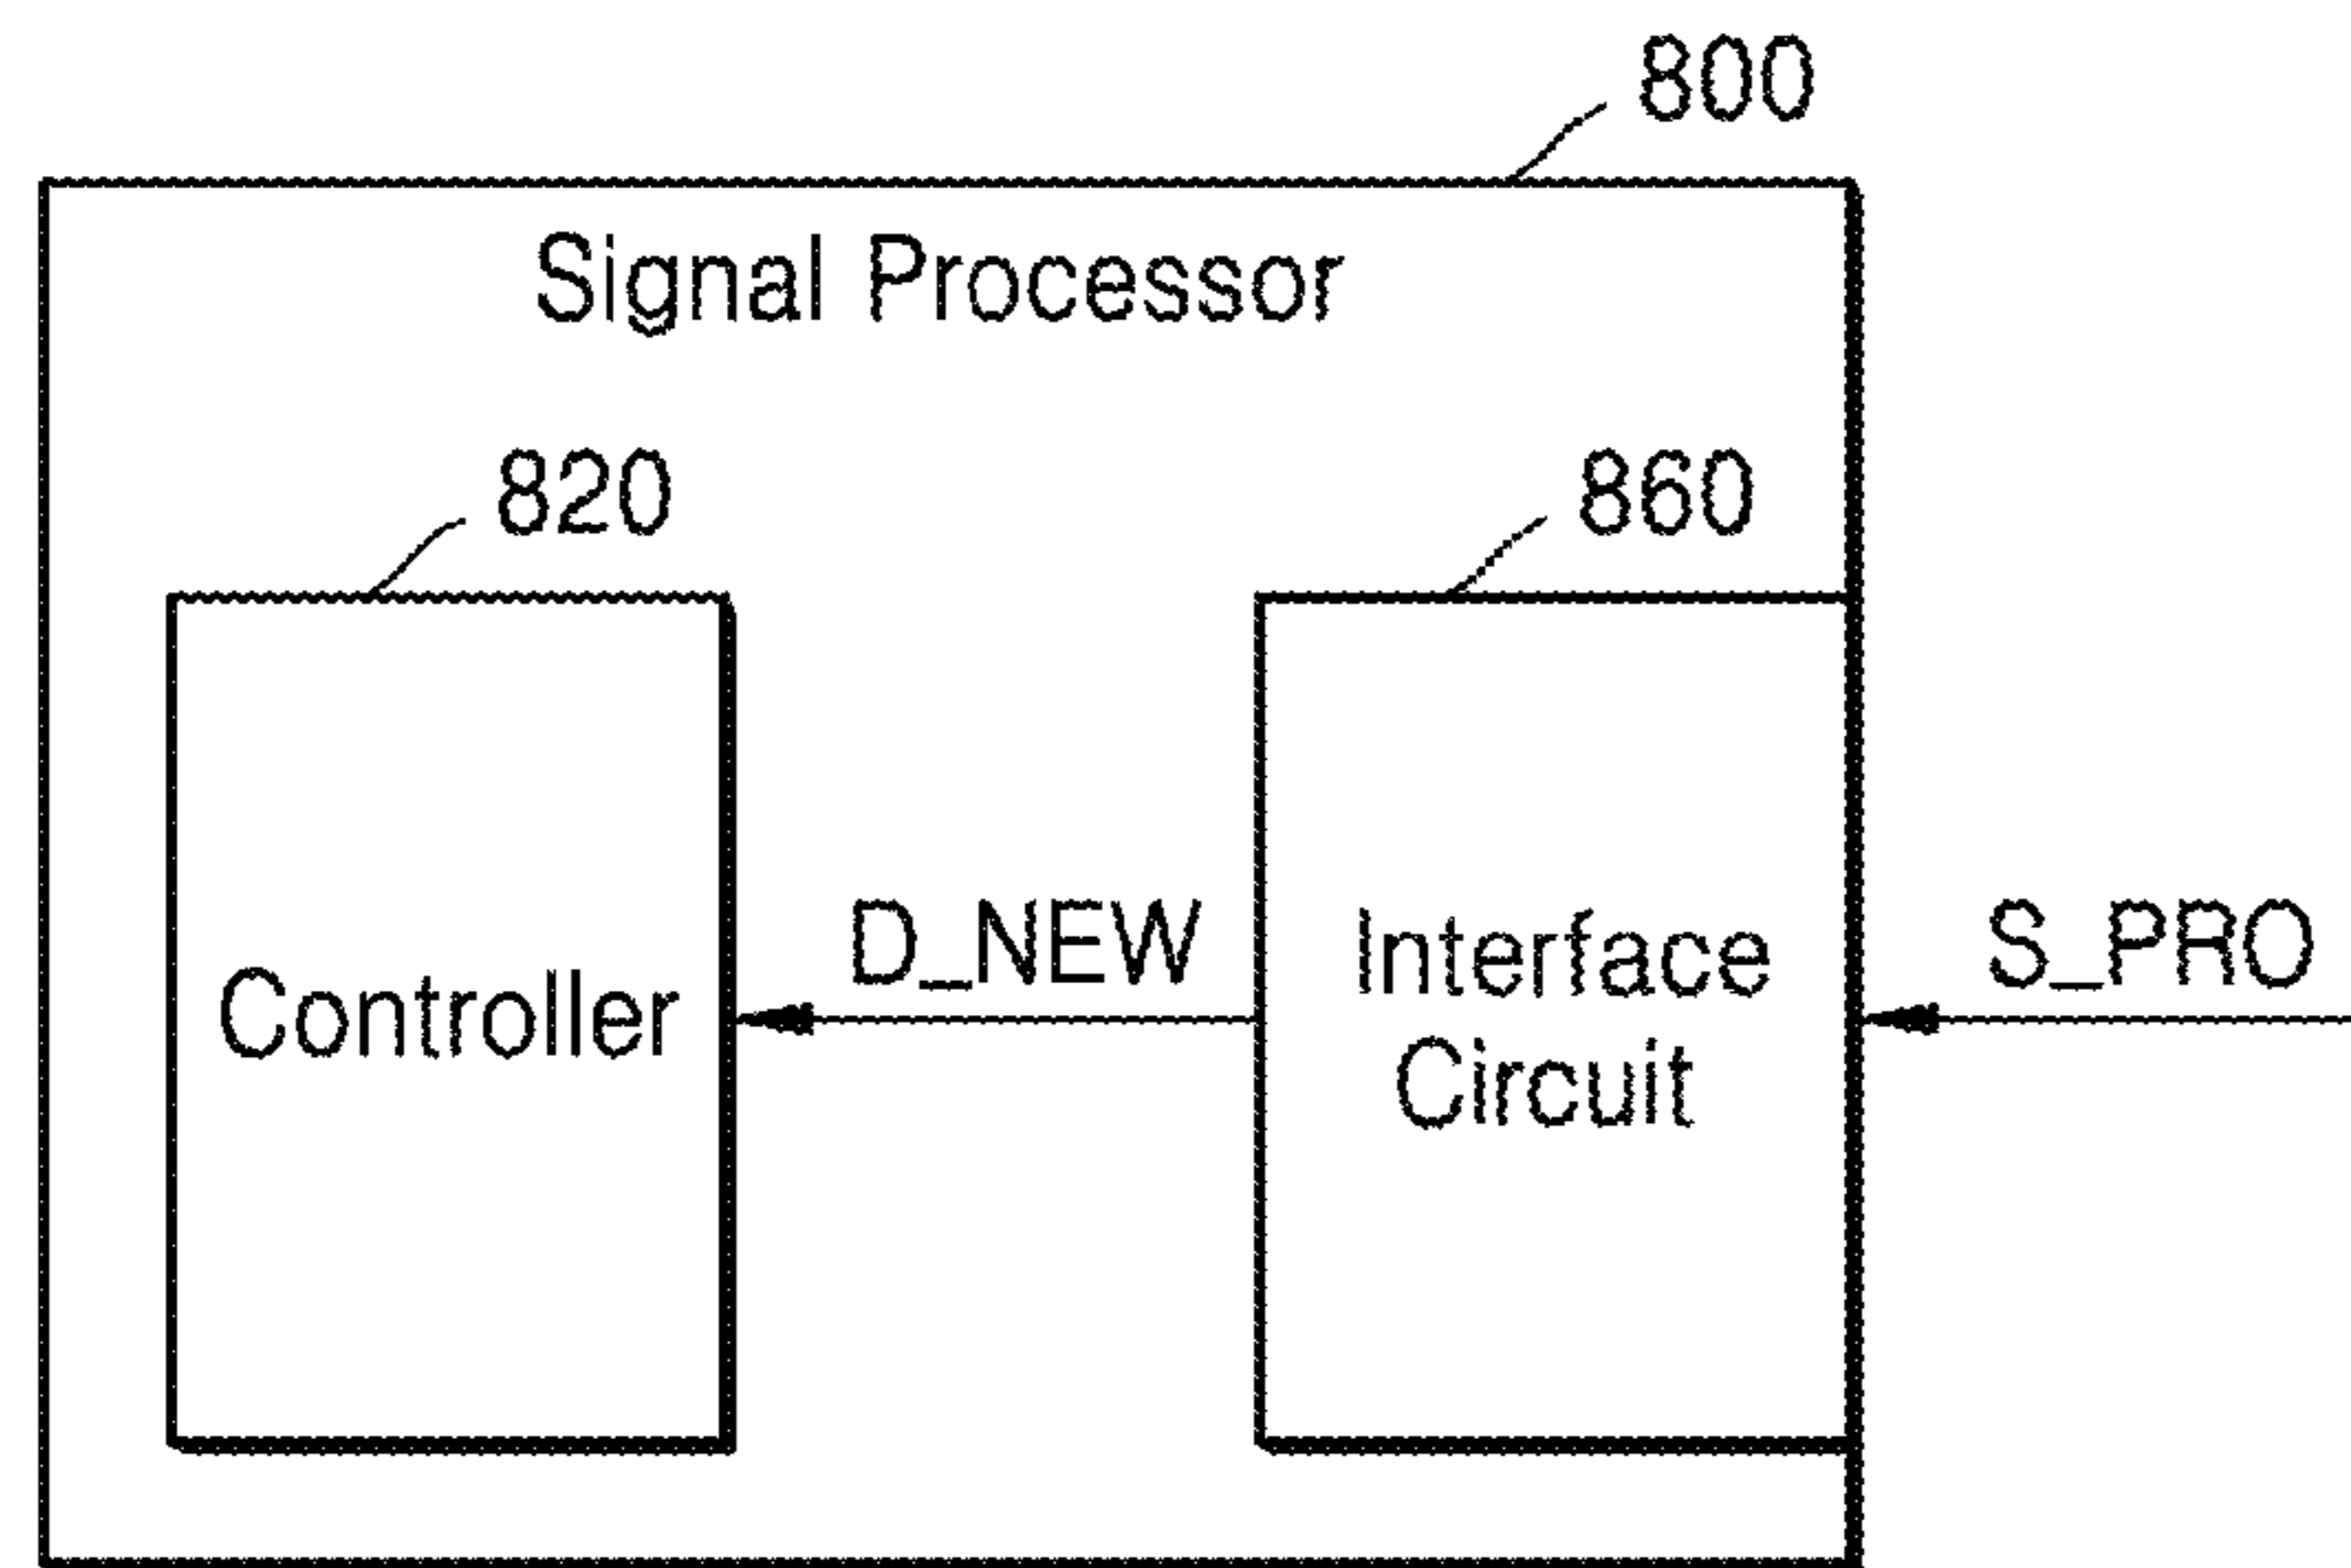 800
Signal Processor
820
860
Controller
D_NEW
Interface
Circuit
S_PRO